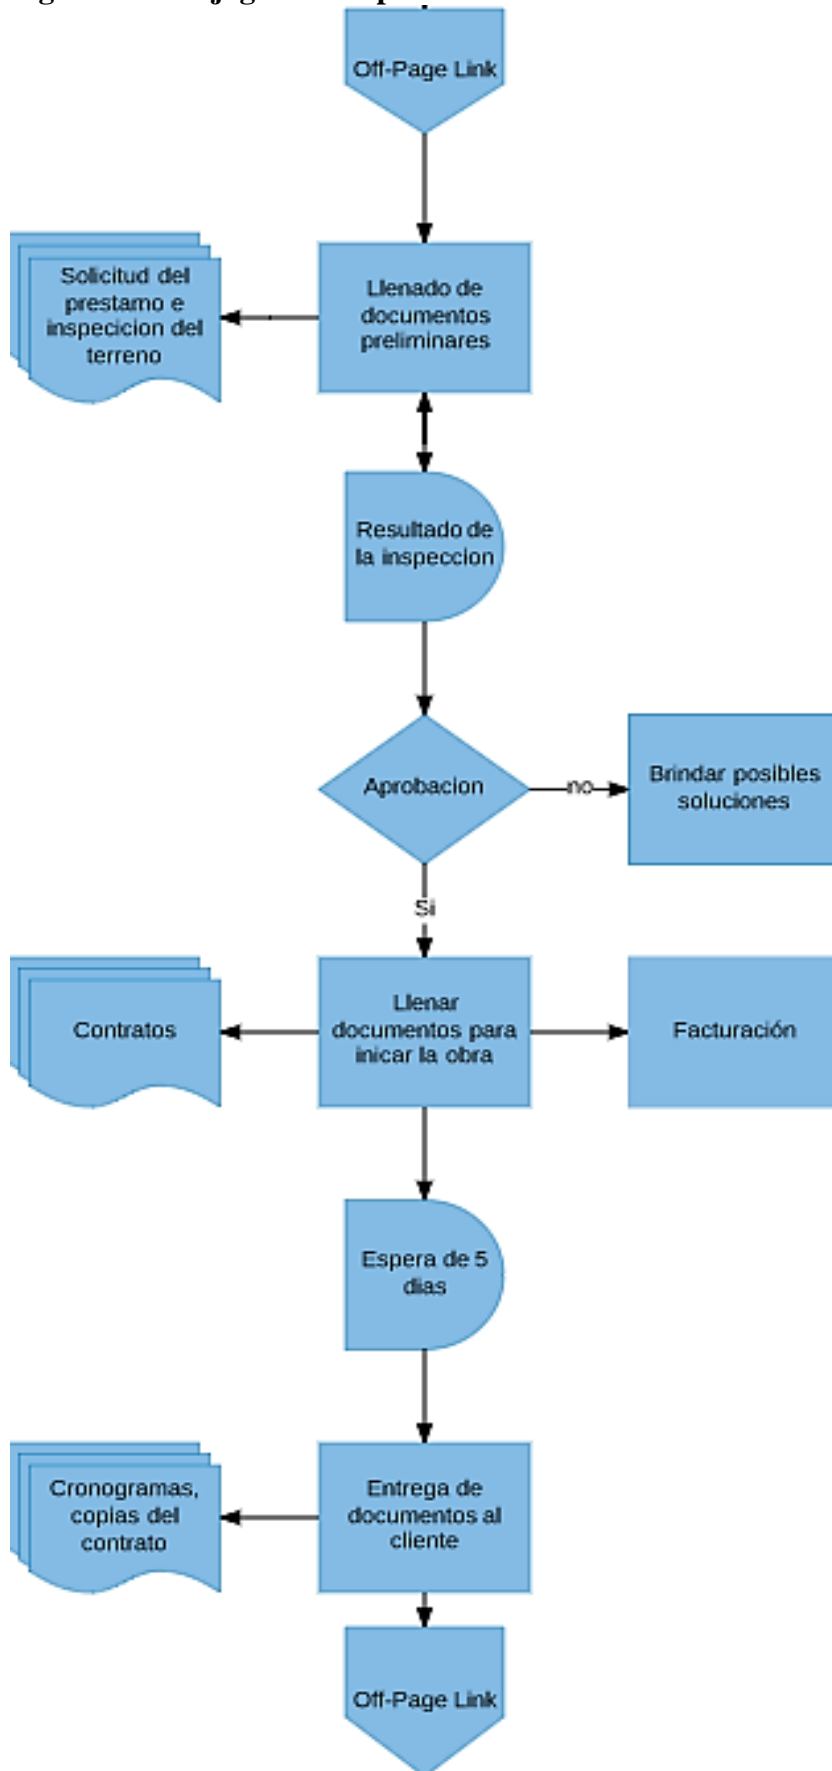 Off-Page Link
Solicitud del
prestamo e
inspecicion del
terreno
Llenado de
documentos
preliminares
Resultado de
la inspeccion
Aprobacion
no
Brindar posibles
soluciones
Si
Contratos
Llenar
documentos para
inicar la obra
Facturación
Espera de 5
dias
Cronogramas,
copias del
contrato
Entrega de
documentos al
cliente
Off-Page Link